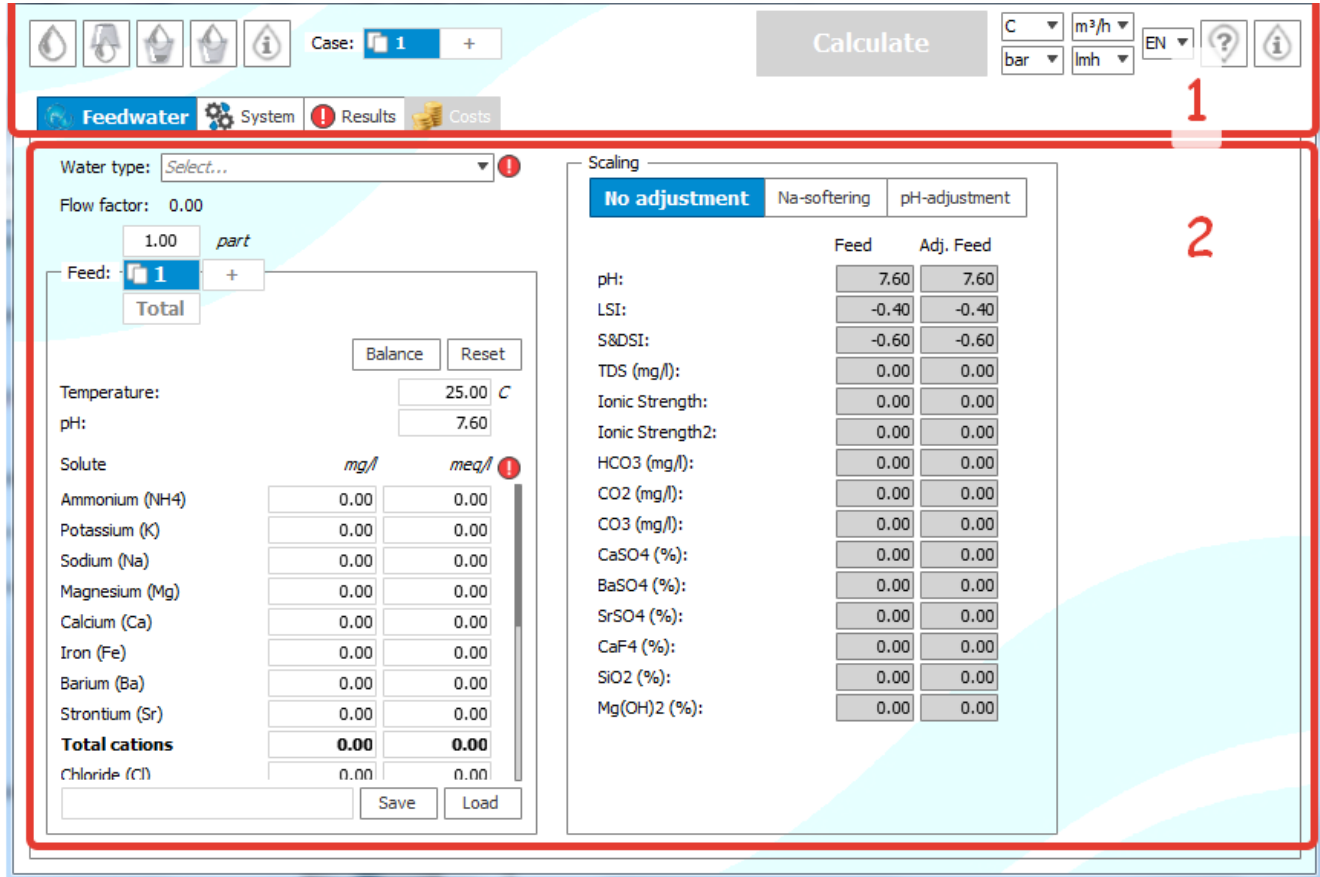 Case: 1 +
Calculate
C m³/h
bar lmh
EN
1
Feedwater System Results Costs
Water type: Select...
Flow factor: 0.00
1.00 part
Feed: 1 +
Total
Balance Reset
Temperature: 25.00 C
pH: 7.60
Solute mg/l meq/l
Ammonium (NH4) 0.00 0.00
Potassium (K) 0.00 0.00
Sodium (Na) 0.00 0.00
Magnesium (Mg) 0.00 0.00
Calcium (Ca) 0.00 0.00
Iron (Fe) 0.00 0.00
Barium (Ba) 0.00 0.00
Strontium (Sr) 0.00 0.00
Total cations 0.00 0.00
Chloride (Cl) 0.00 0.00
Save Load
Scaling
No adjustment Na-softering pH-adjustment
2
Feed Adj. Feed
pH: 7.60 7.60
LSI: -0.40 -0.40
S&DSI: -0.60 -0.60
TDS (mg/l): 0.00 0.00
Ionic Strength: 0.00 0.00
Ionic Strength2: 0.00 0.00
HCO3 (mg/l): 0.00 0.00
CO2 (mg/l): 0.00 0.00
CO3 (mg/l): 0.00 0.00
CaSO4 (%): 0.00 0.00
BaSO4 (%): 0.00 0.00
SrSO4 (%): 0.00 0.00
CaF4 (%): 0.00 0.00
SiO2 (%): 0.00 0.00
Mg(OH)2 (%): 0.00 0.00